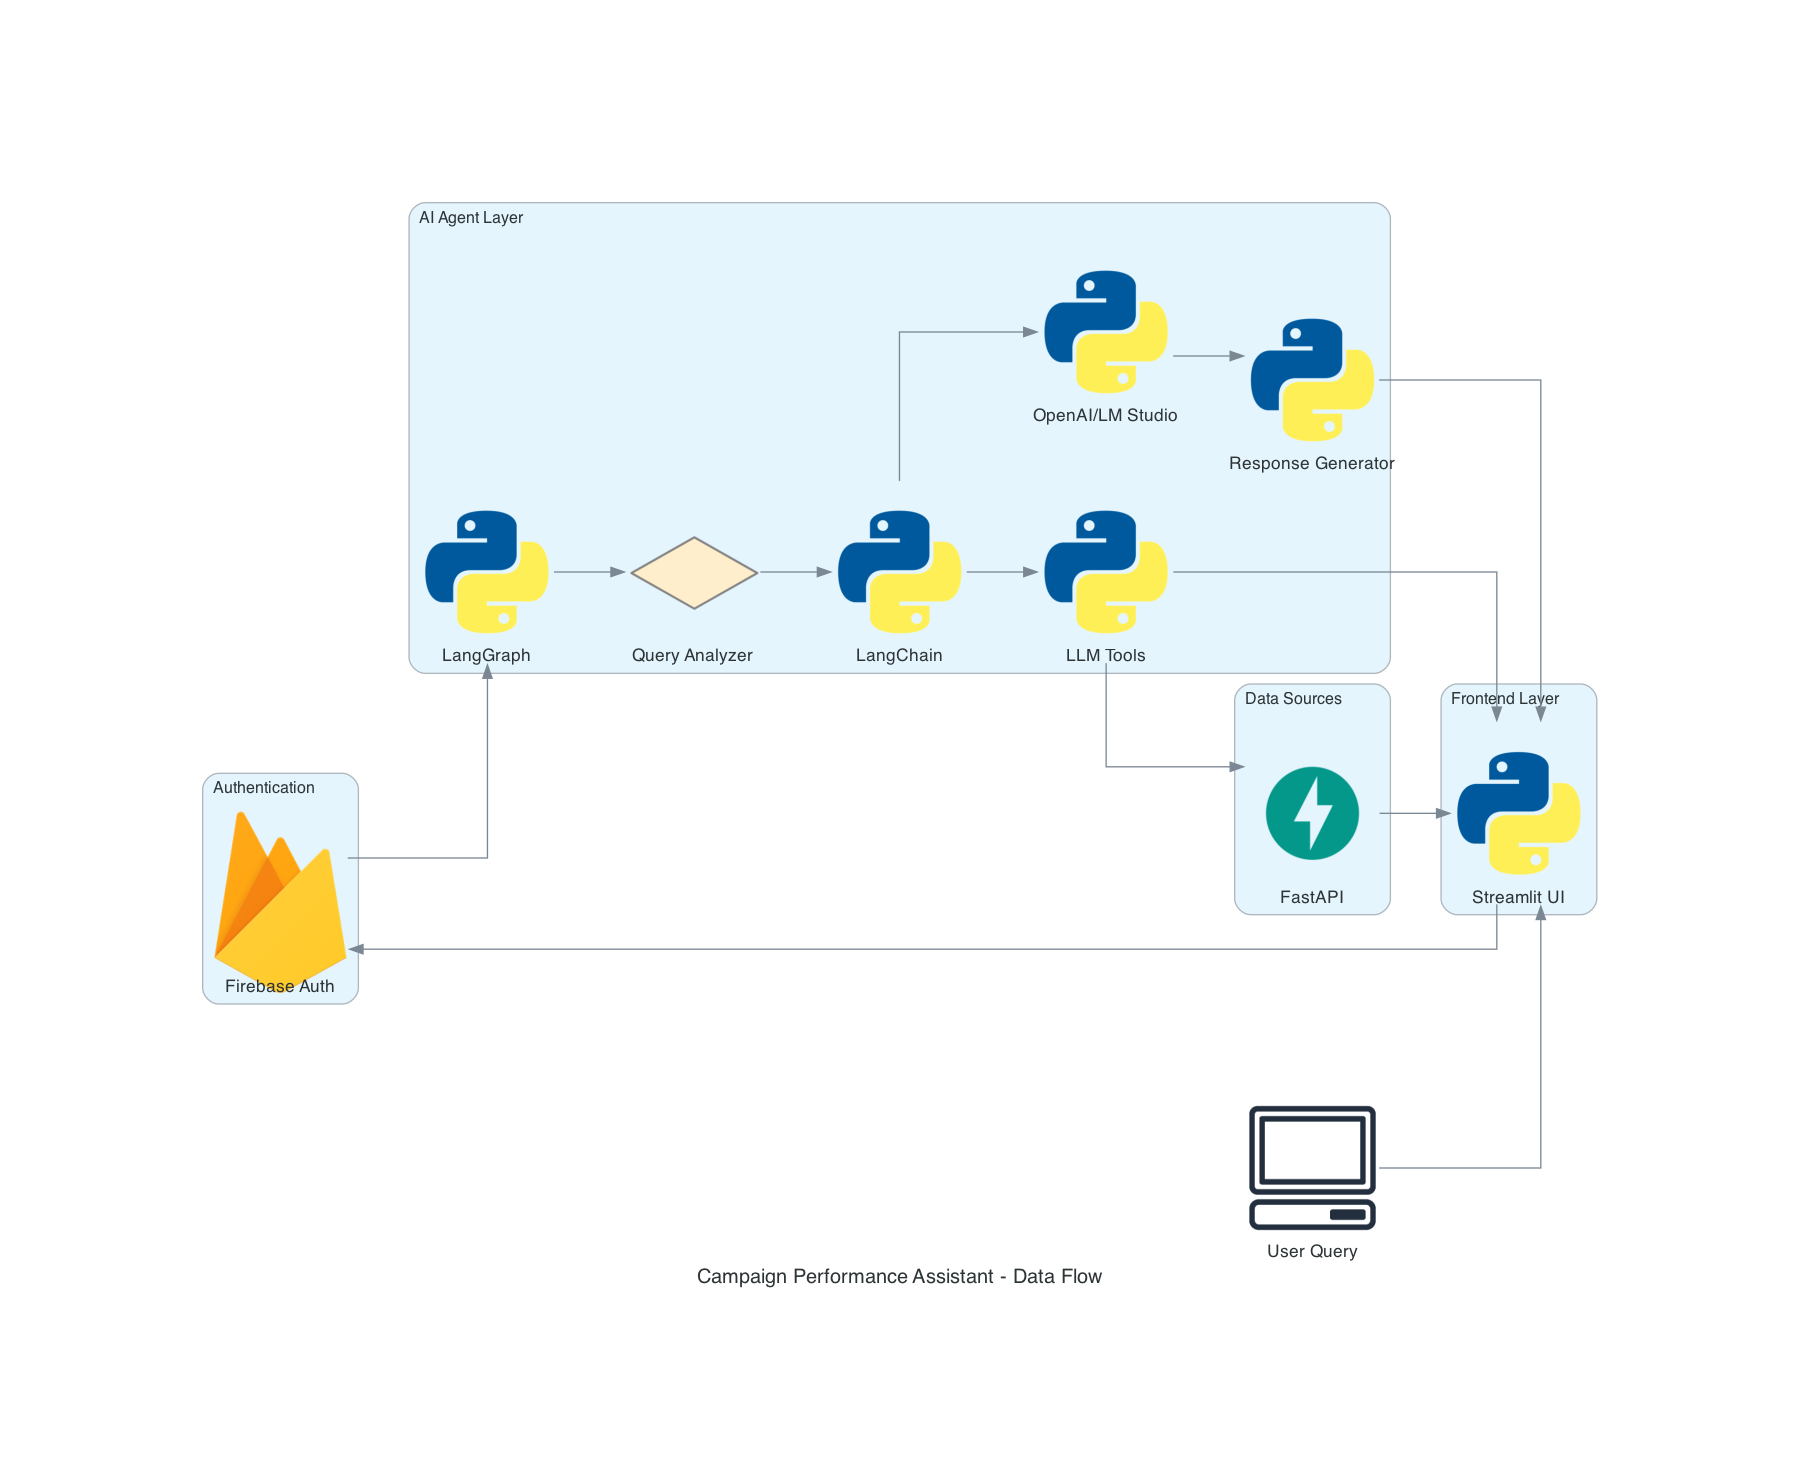 AI Agent Layer
OpenAI/LM Studio
Response Generator
LangGraph
Query Analyzer
LangChain
LLM Tools
Data Sources
Frontend Layer
Authentication
FastAPI
Streamlit UI
Firebase Auth
User Query
Campaign Performance Assistant - Data Flow